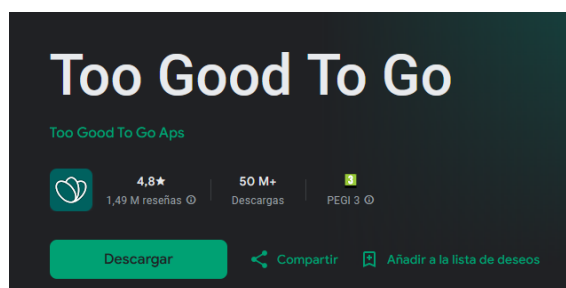 Too Good To Go
Too Good To Go Aps
4,8★ 50 M+ 3
1,49 M reseñas Descargas PEGI 3
Descargar Compartir Añadir a la lista de deseos